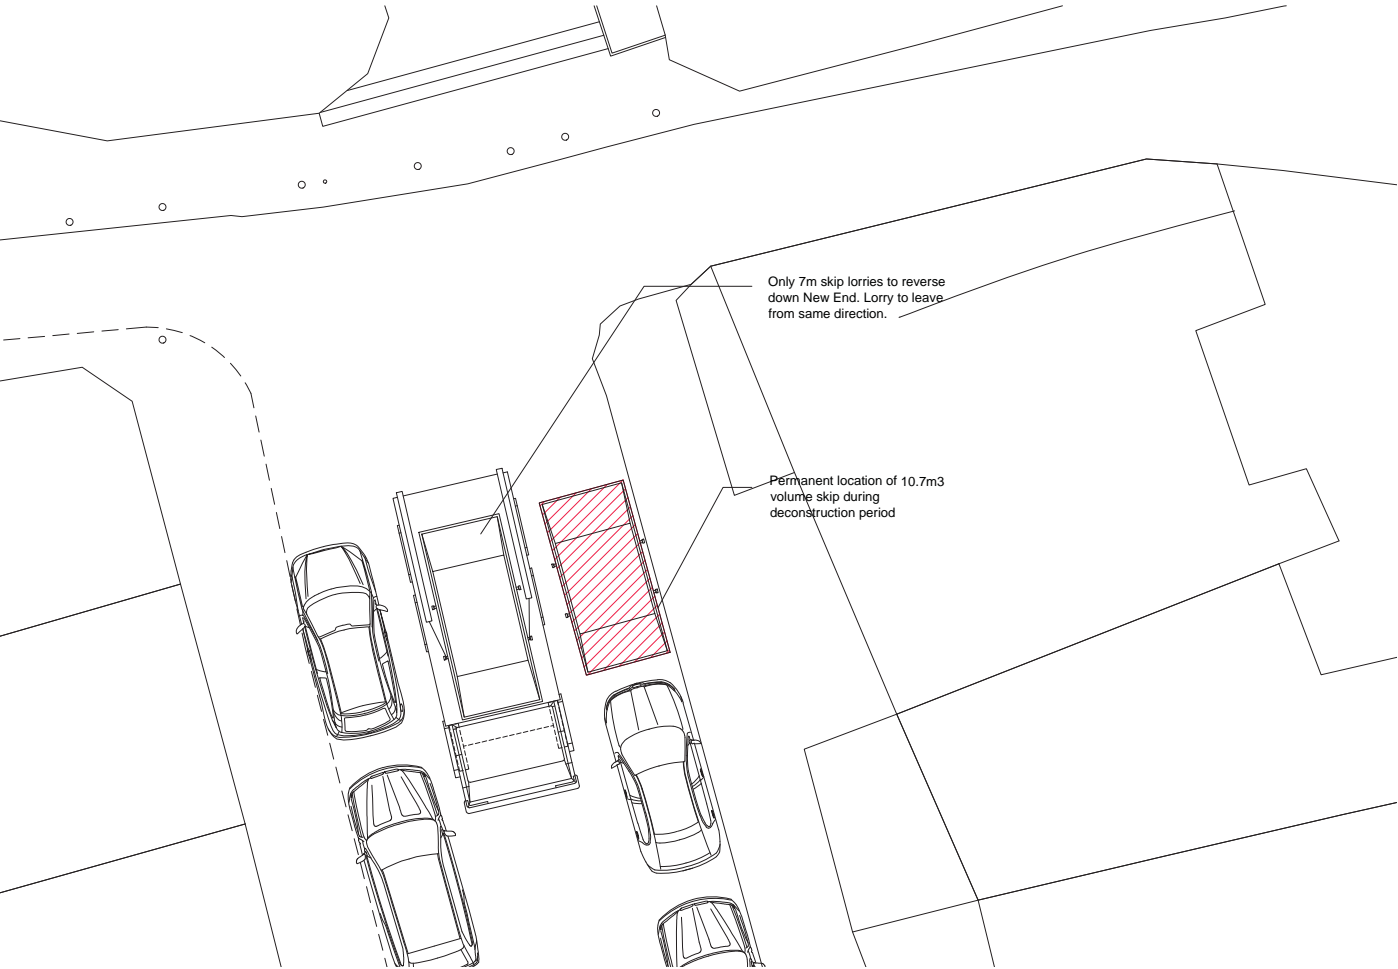 Only 7m skip lorries to reverse
down New End. Lorry to leave
from same direction.
Permanent location of 10.7m3
volume skip during
deconstruction period